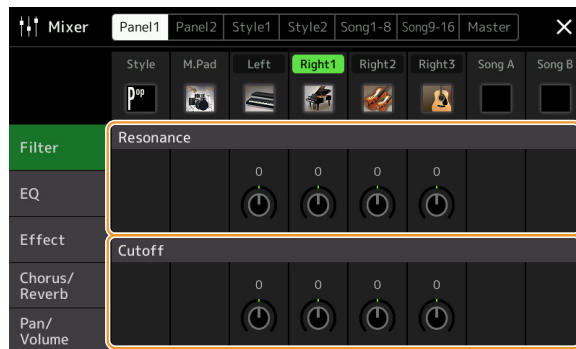 Mixer Panel1 Panel2 Style1 Style2 Song1-8 Song9-16 Master
Style M.Pad Left Right1 Right2 Right3 Song A Song B
Pop
Filter
EQ
Effect
Chorus/
Reverb
Pan/
Volume
Resonance
0 0 0 0
Cutoff
0 0 0 0